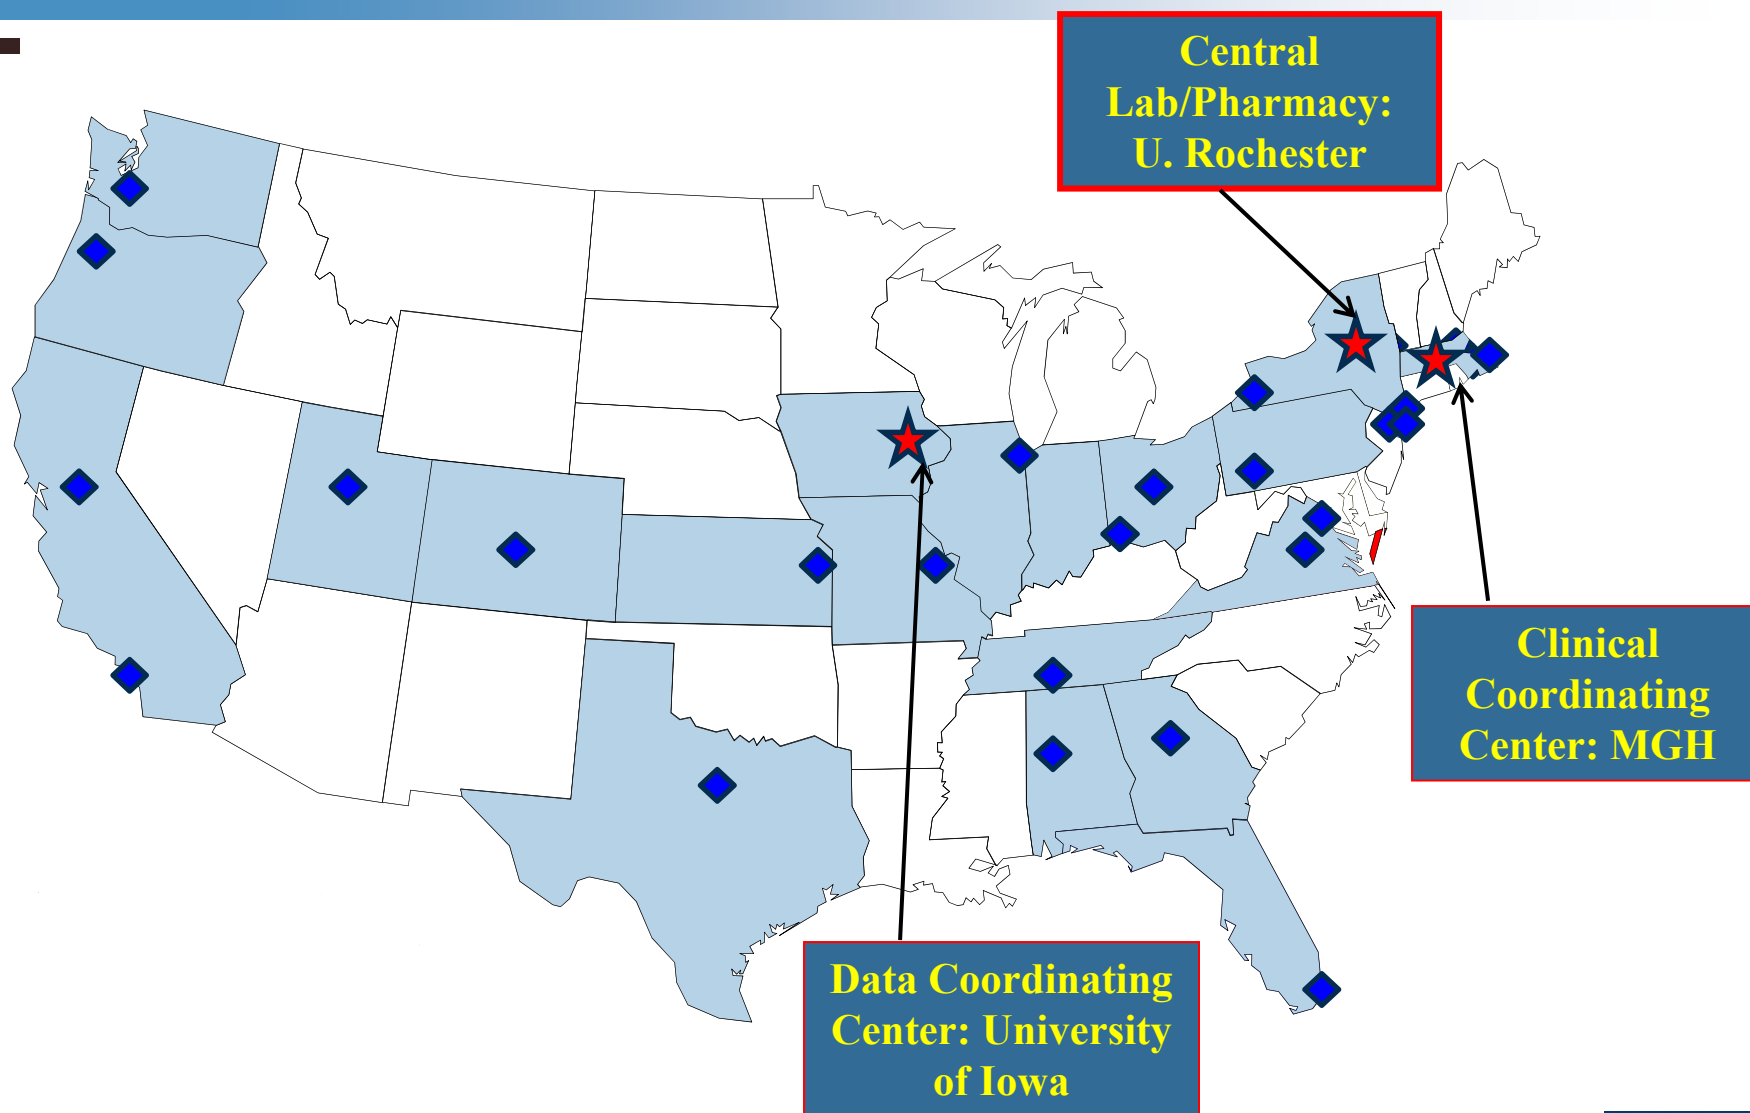 Central
Lab/Pharmacy:
U. Rochester
Clinical
Coordinating
Center: MGH
Data Coordinating
Center: University
of Iowa